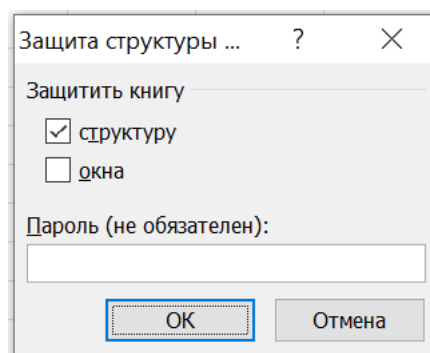 Защита структуры ... ?
Защитить книгу
структуру
окна
Пароль (не обязателен):
ОК Отмена